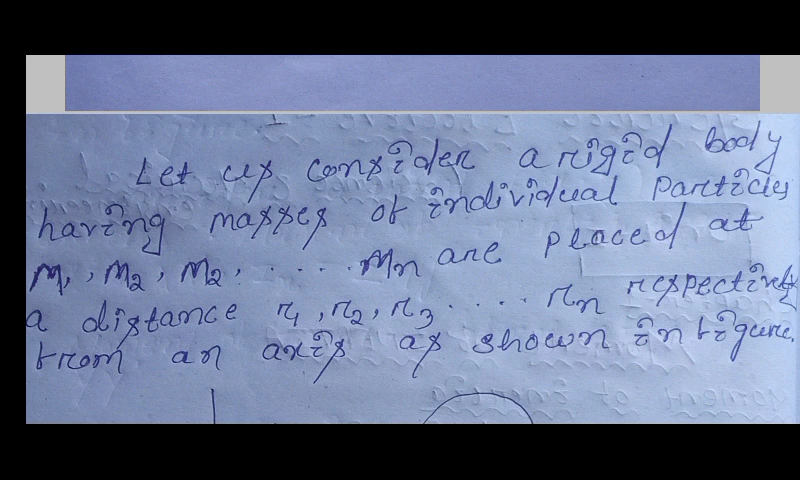 Let us consider a rigid body
having masses of individual particles
m1, m2, m2, ..... mn are placed at
a distance r1, r2, r3 ..... rn respectively
from an axis as shown in figure.